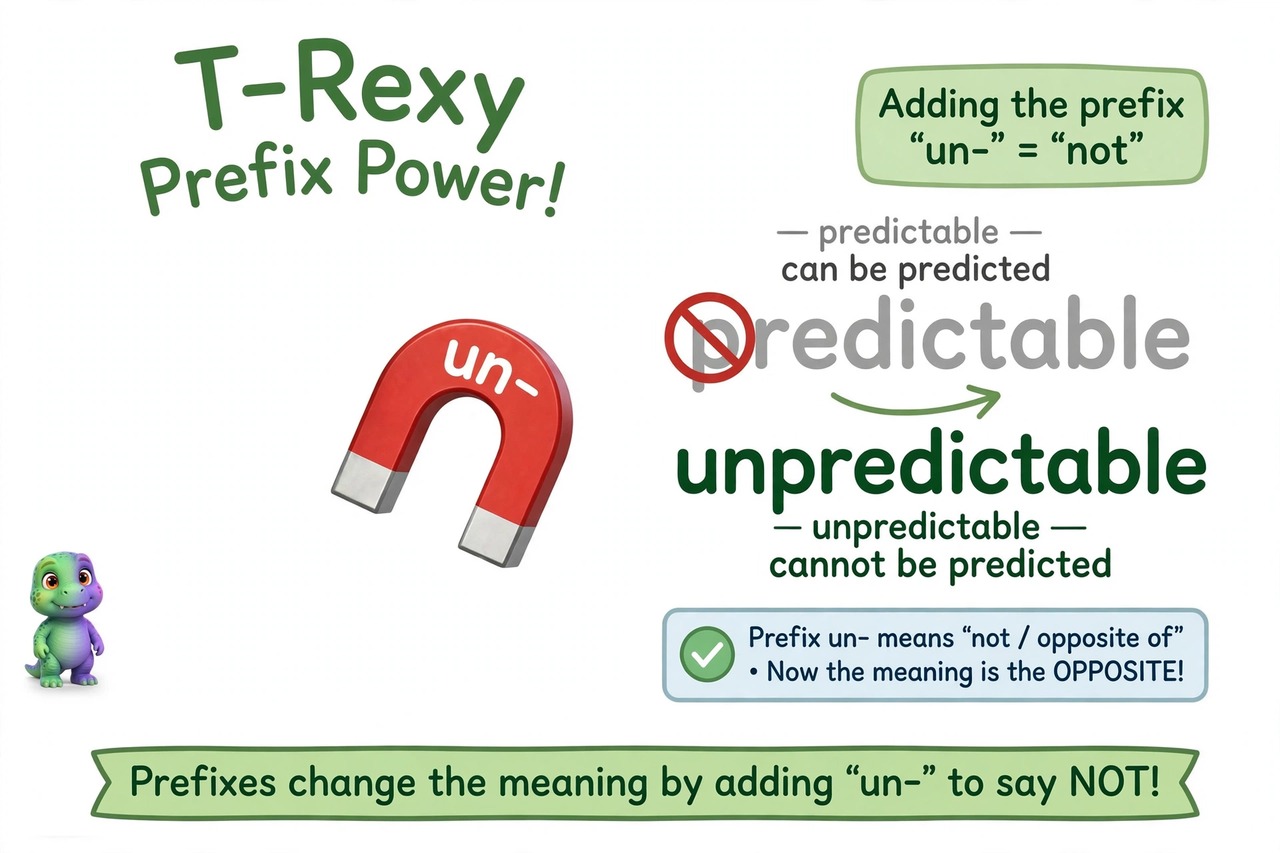 T-Rexy
Prefix Power!
Adding the prefix
“un-” = “not”
— predictable —
can be predicted
predictable
un-
unpredictable
— unpredictable —
cannot be predicted
Prefix un- means “not / opposite of”
• Now the meaning is the OPPOSITE!
Prefixes change the meaning by adding “un-” to say NOT!